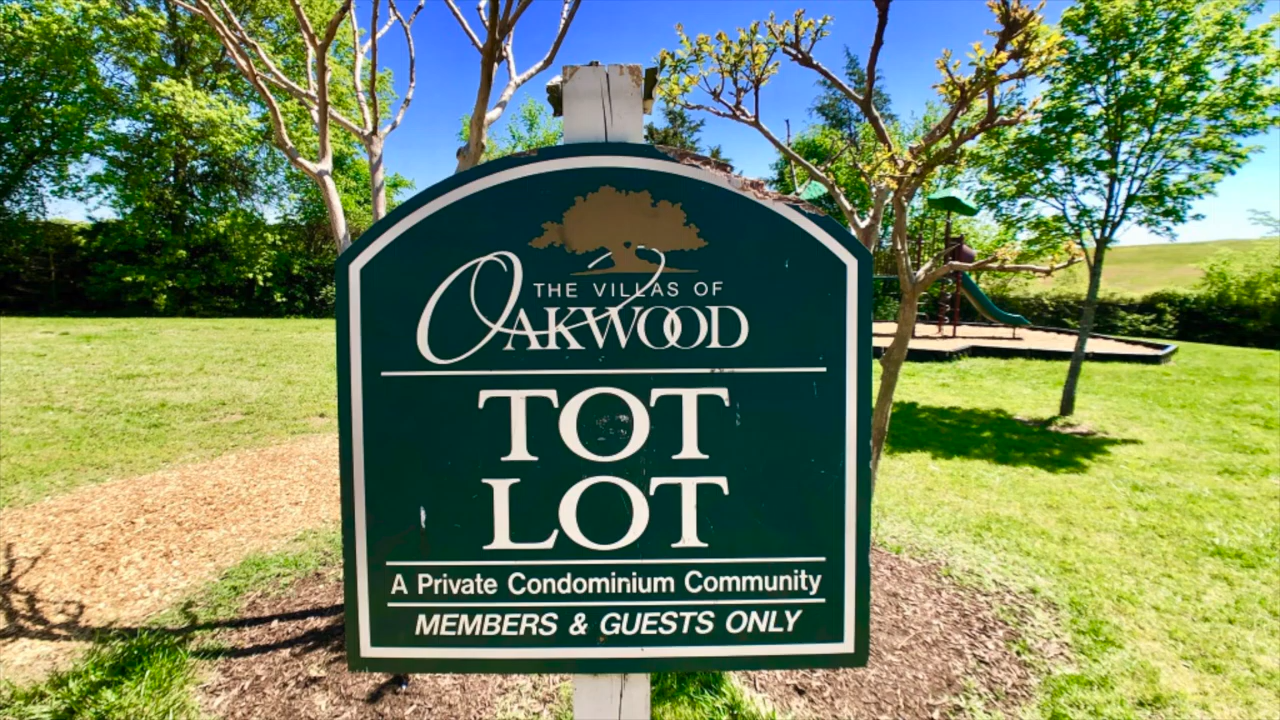 THE VILLAS OF
OAKWOOD
TOT
LOT
A Private Condominium Community
MEMBERS & GUESTS ONLY